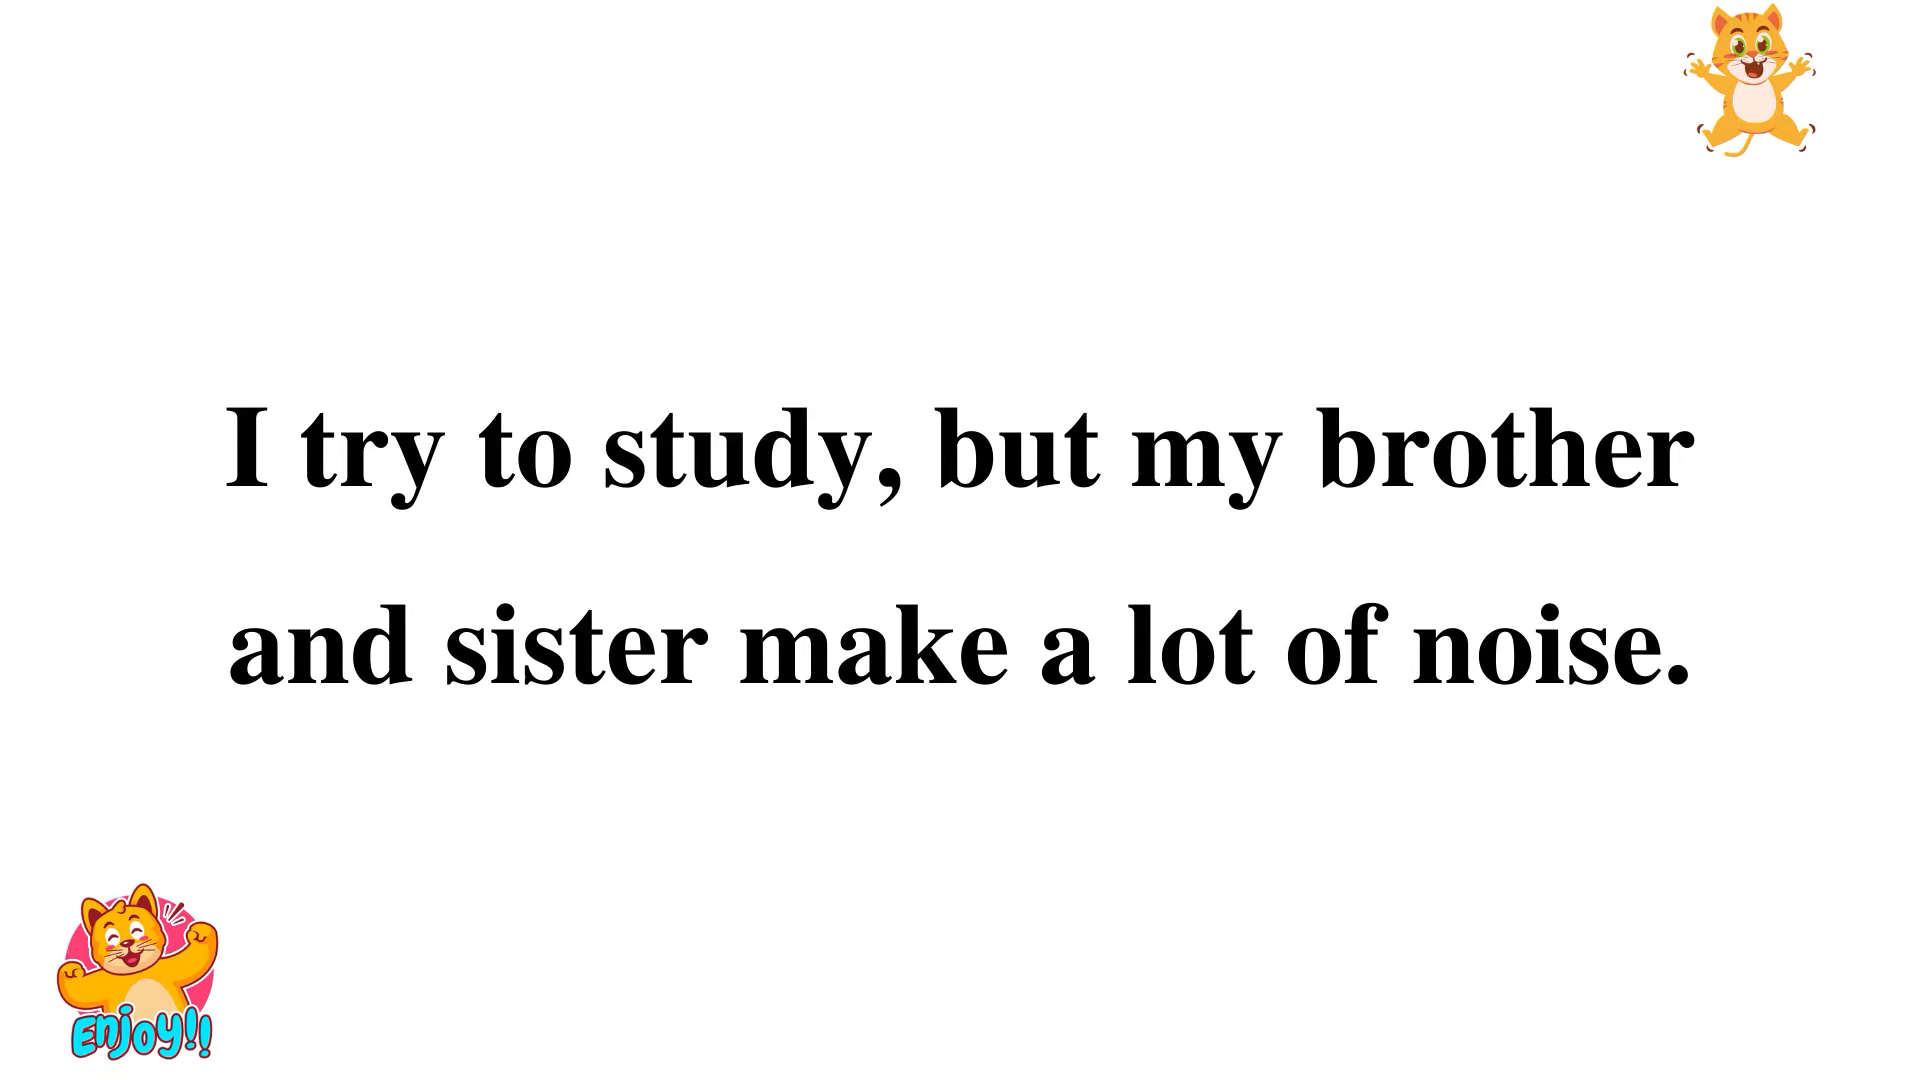 I try to study, but my brother
and sister make a lot of noise.
Enjoy!!